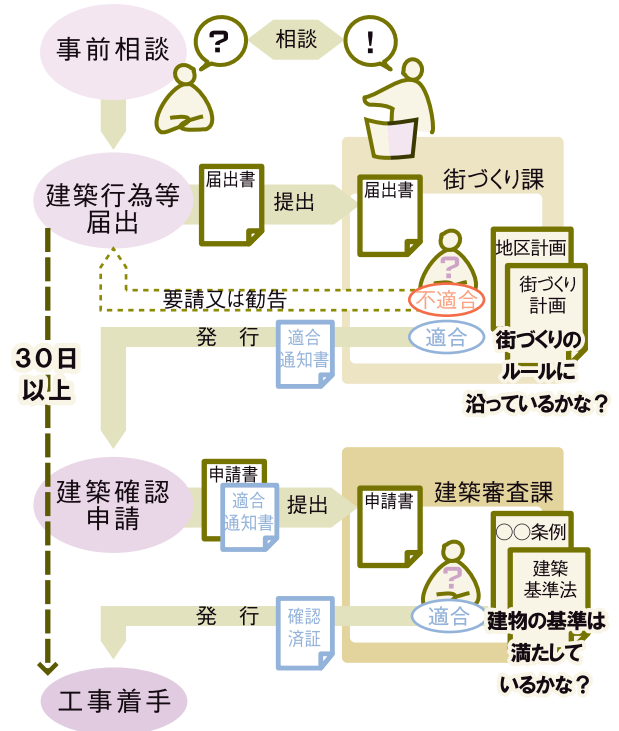 事前相談
?
相談
!
建築行為等
届出
届出書
提出
届出書
街づくり課
?
地区計画
街づくり
計画
要請又は勧告
不適合
発 行
適合
通知書
適合
街づくりの
ルールに
沿っているかな？
30日
以上
建築確認
申請
申請書
適合
通知書
提出
申請書
建築審査課
?
○○条例
建築
基準法
発 行
確認
済証
適合
建物の基準は
満たして
いるかな？
工事着手